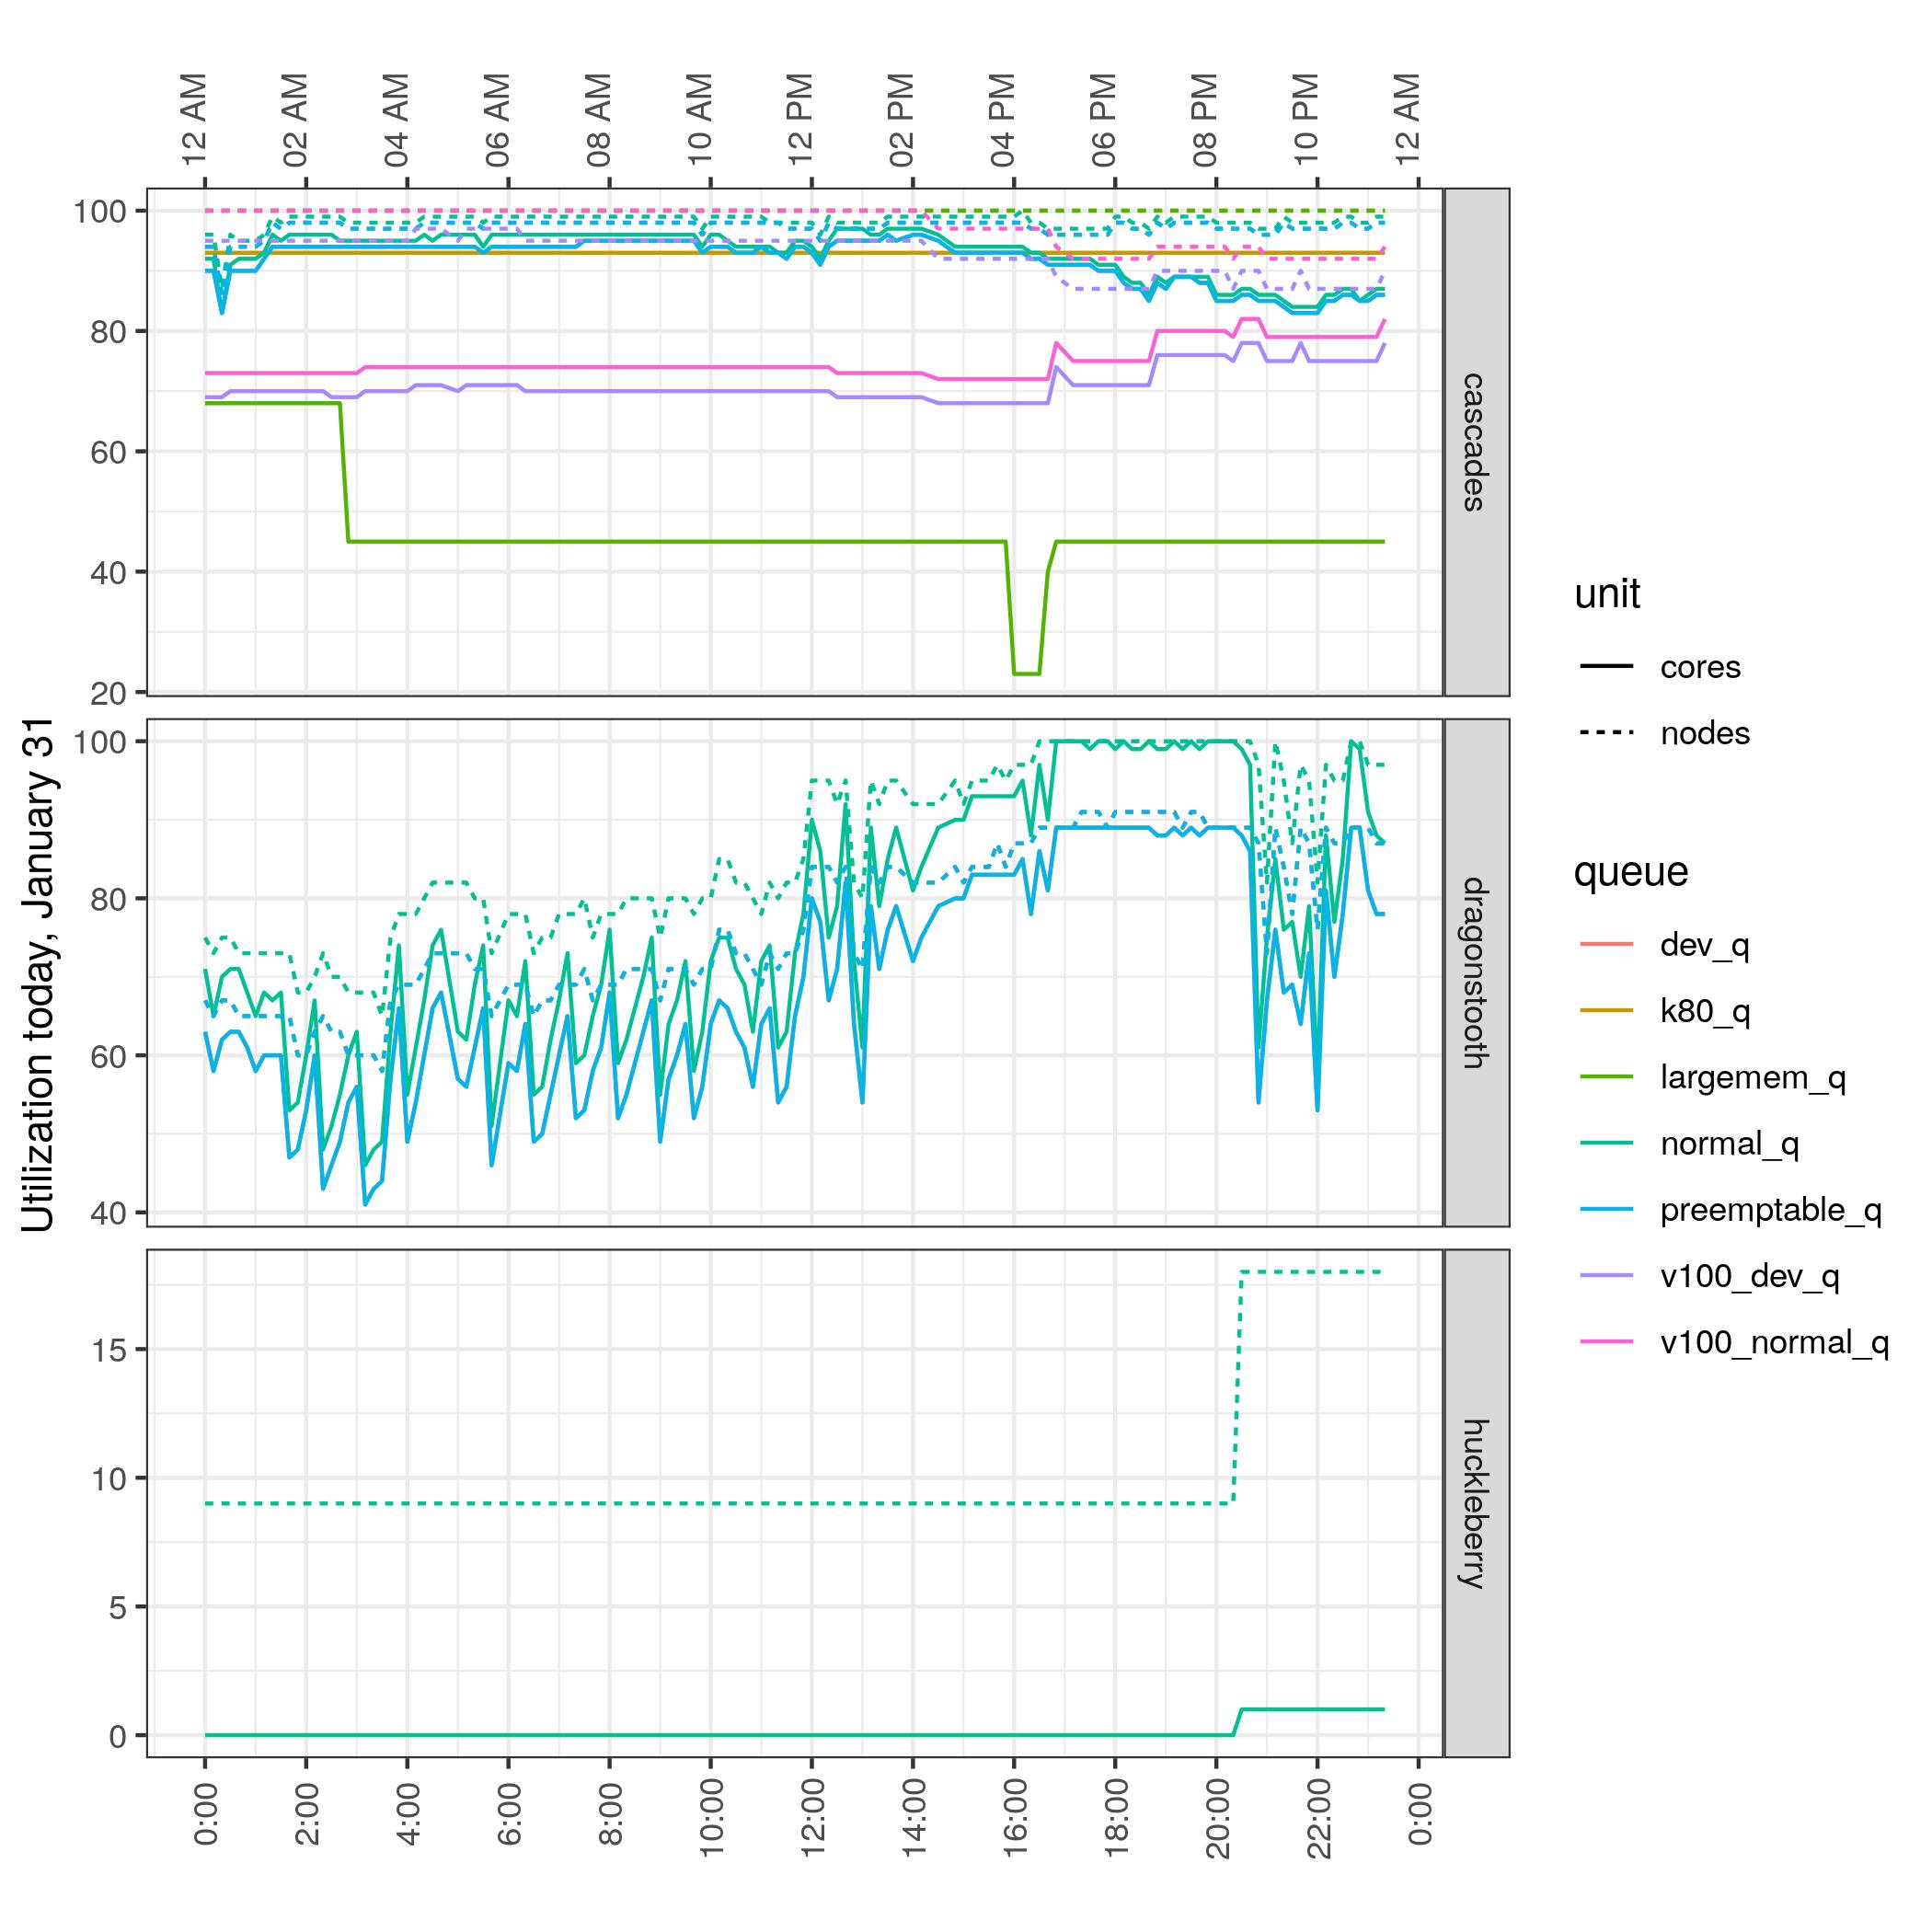 12 AM
02 AM
04 AM
06 AM
08 AM
10 AM
12 PM
02 PM
04 PM
06 PM
08 PM
10 PM
12 AM
Utilization today, January 31
100
80
60
40
20
cascades
100
80
60
40
dragonstooth
15
10
5
0
huckleberry
0:00
2:00
4:00
6:00
8:00
10:00
12:00
14:00
16:00
18:00
20:00
22:00
0:00
unit
cores
nodes
queue
dev_q
k80_q
largemem_q
normal_q
preemptable_q
v100_dev_q
v100_normal_q